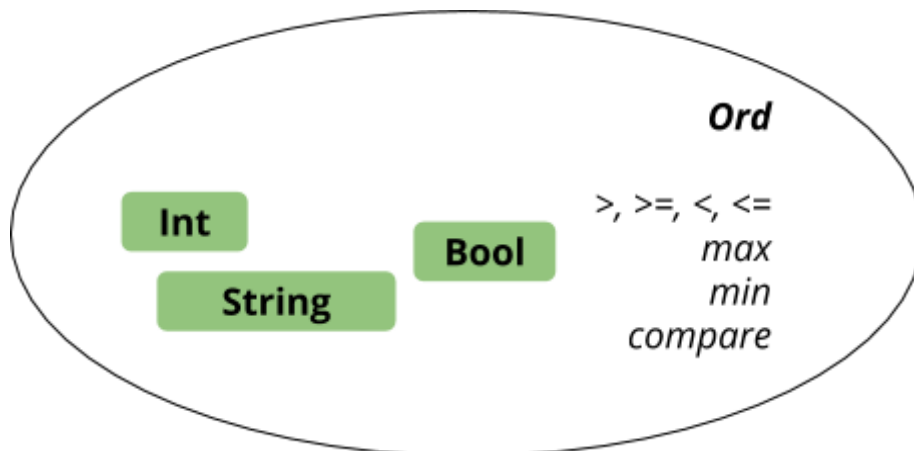 Ord
Int
String
Bool
>, >=, <, <=
max
min
compare